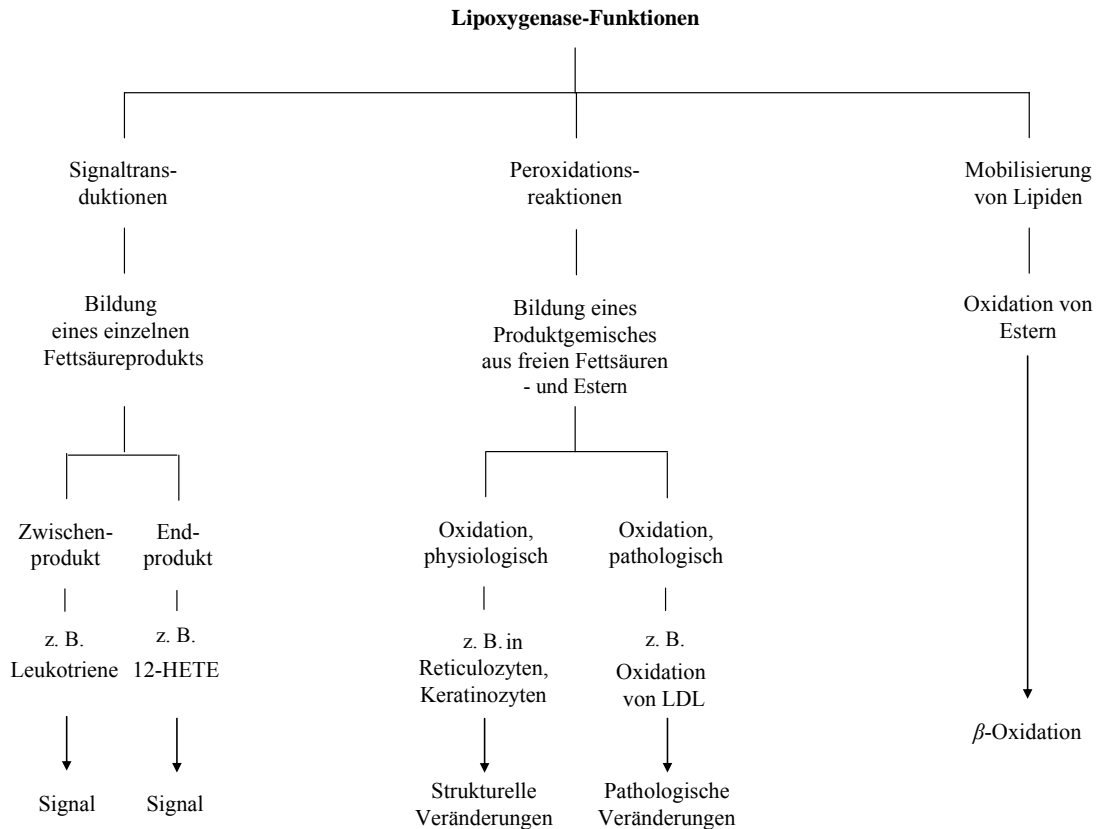 Lipoxygenase-Funktionen
Signaltrans-
duktionen
Peroxidations-
reaktionen
Mobilisierung
von Lipiden
Bildung
eines einzelnen
Fettsäureprodukts
Bildung eines
Produktgemisches
aus freien Fettsäuren
- und Estern
Oxidation von
Estern
Zwischen-
produkt
End-
produkt
Oxidation,
physiologisch
Oxidation,
pathologisch
z. B.
Leukotriene
z. B.
12-HETE
z. B. in
Reticulozyten,
Keratinozyten
z. B.
Oxidation
von LDL
β-Oxidation
Signal
Signal
Strukturelle
Veränderungen
Pathologische
Veränderungen